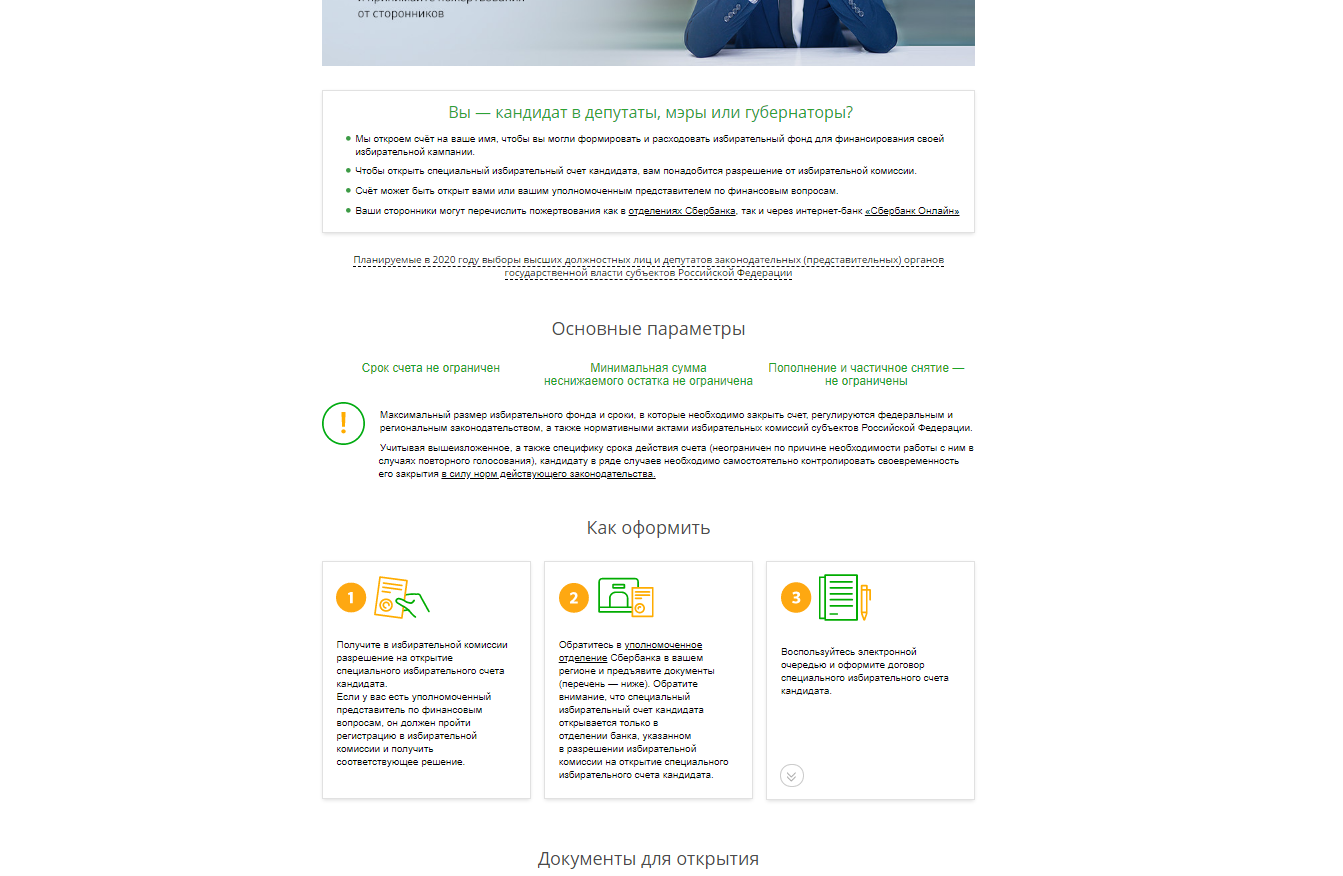 от сторонников
Вы — кандидат в депутаты, мэры или губернаторы?
Мы откроем счёт на ваше имя, чтобы вы могли формировать и расходовать избирательный фонд для финансирования своей
избирательной кампании.
Чтобы открыть специальный избирательный счет кандидата, вам понадобится разрешение от избирательной комиссии.
Счёт может быть открыт вами или вашим уполномоченным представителем по финансовым вопросам.
Ваши сторонники могут перечислить пожертвования как в отделениях Сбербанка, так и через интернет-банк «Сбербанк Онлайн»
Планируемые в 2020 году выборы высших должностных лиц и депутатов законодательных (представительных) органов
государственной власти субъектов Российской Федерации
Основные параметры
Срок счета не ограничен
Минимальная сумма
неснижаемого остатка не ограничена
Пополнение и частичное снятие —
не ограничены
!
Максимальный размер избирательного фонда и сроки, в которые необходимо закрыть счет, регулируются федеральным и
региональным законодательством, а также нормативными актами избирательных комиссий субъектов Российской Федерации.
Учитывая вышеизложенное, а также специфику срока действия счета (неограничен по причине необходимости работы с ним в
случаях повторного голосования), кандидату в ряде случаев необходимо самостоятельно контролировать своевременность
его закрытия в силу норм действующего законодательства.
Как оформить
1
Получите в избирательной комиссии
разрешение на открытие
специального избирательного счета
кандидата.
Если у вас есть уполномоченный
представитель по финансовым
вопросам, он должен пройти
регистрацию в избирательной
комиссии и получить
соответствующее решение.
2
Обратитесь в уполномоченное
отделение Сбербанка в вашем
регионе и предъявите документы
(перечень — ниже). Обратите
внимание, что специальный
избирательный счет кандидата
открывается только в
отделении банка, указанном
в разрешении избирательной
комиссии на открытие специального
избирательного счета кандидата.
3
Воспользуйтесь электронной
очередью и оформите договор
специального избирательного счета
кандидата.
Документы для открытия